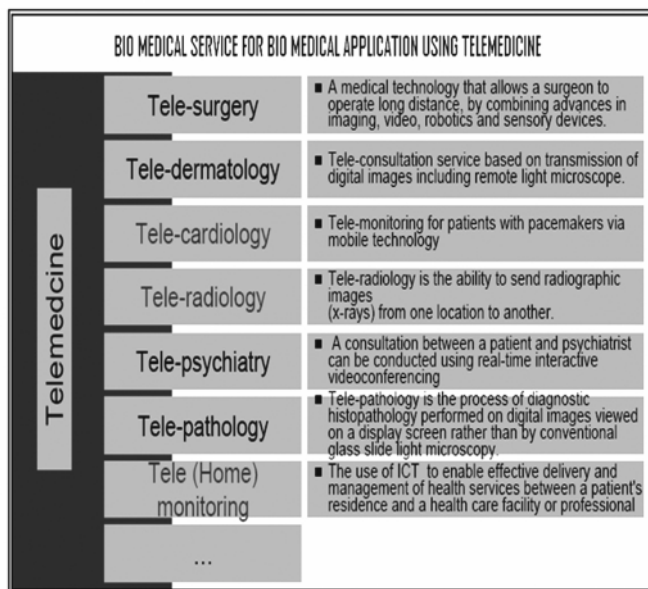 BIO MEDICAL SERVICE FOR BIO MEDICAL APPLICATION USING TELEMEDICINE
Telemedcine
Tele-surgery
■ A medical technology that allows a surgeon to
operate long distance, by combining advances in
imaging, video, robotics and sensory devices.
Tele-dermatology
■ Tele-consultation service based on transmission of
digital images including remote light microscope.
Tele-cardiology
■ Tele-monitoring for patients with pacemakers via
mobile technology
Tele-radiology
■ Tele-radiology is the ability to send radiographic
images
(x-rays) from one location to another.
Tele-psychiatry
■ A consultation between a patient and psychiatrist
can be conducted using real-time interactive
videoconferencing
Tele-pathology
■ Tele-pathology is the process of diagnostic
histopathology performed on digital images viewed
on a display screen rather than by conventional
glass slide light microscopy.
Tele (Home)
monitoring
■ The use of ICT to enable effective delivery and
management of health services between a patient's
residence and a health care facility or professional
...